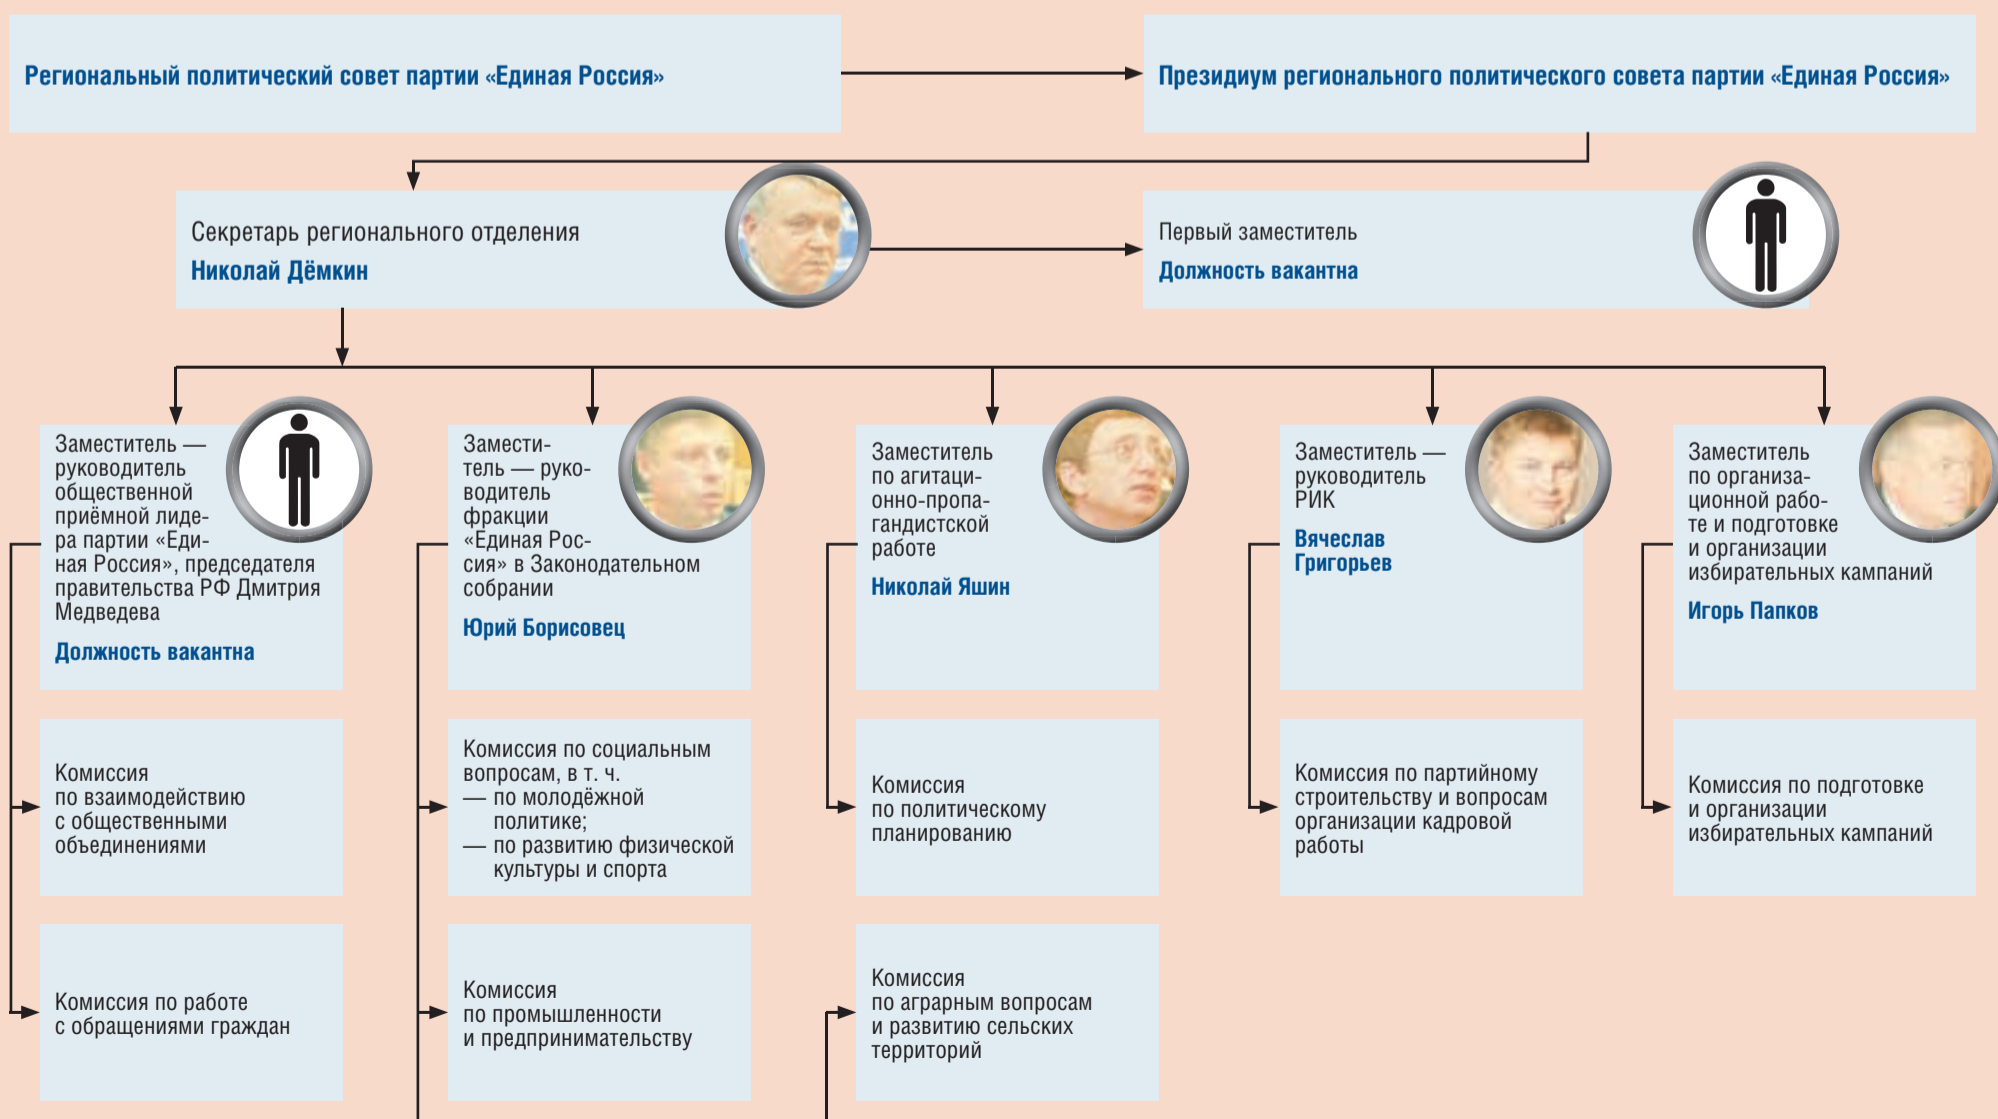 Региональный политический совет партии «Единая Россия»
Президиум регионального политического совета партии «Единая Россия»
Секретарь регионального отделения
Николай Дёмкин
Первый заместитель
Должность вакантна
Заместитель —
руководитель
общественной
приёмной лиде-
ра партии «Еди-
ная Россия», председателя
правительства РФ Дмитрия
Медведева
Должность вакантна
Замести-
тель — руко-
водитель
фракции
«Единая Рос-
сия» в Законодательном
собрании
Юрий Борисовец
Заместитель
по агитаци-
онно-пропа-
гандистской
работе
Николай Яшин
Заместитель —
руководитель
РИК
Вячеслав
Григорьев
Заместитель
по организа-
ционной рабо-
те и подготовке
и организации
избирательных кампаний
Игорь Папков
Комиссия
по взаимодействию
с общественными
объединениями
Комиссия по социальным
вопросам, в т. ч.
— по молодёжной
политике;
— по развитию физической
культуры и спорта
Комиссия
по политическому
планированию
Комиссия по партийному
строительству и вопросам
организации кадровой
работы
Комиссия по подготовке
и организации
избирательных кампаний
Комиссия по работе
с обращениями граждан
Комиссия
по промышленности
и предпринимательству
Комиссия
по аграрным вопросам
и развитию сельских
территорий